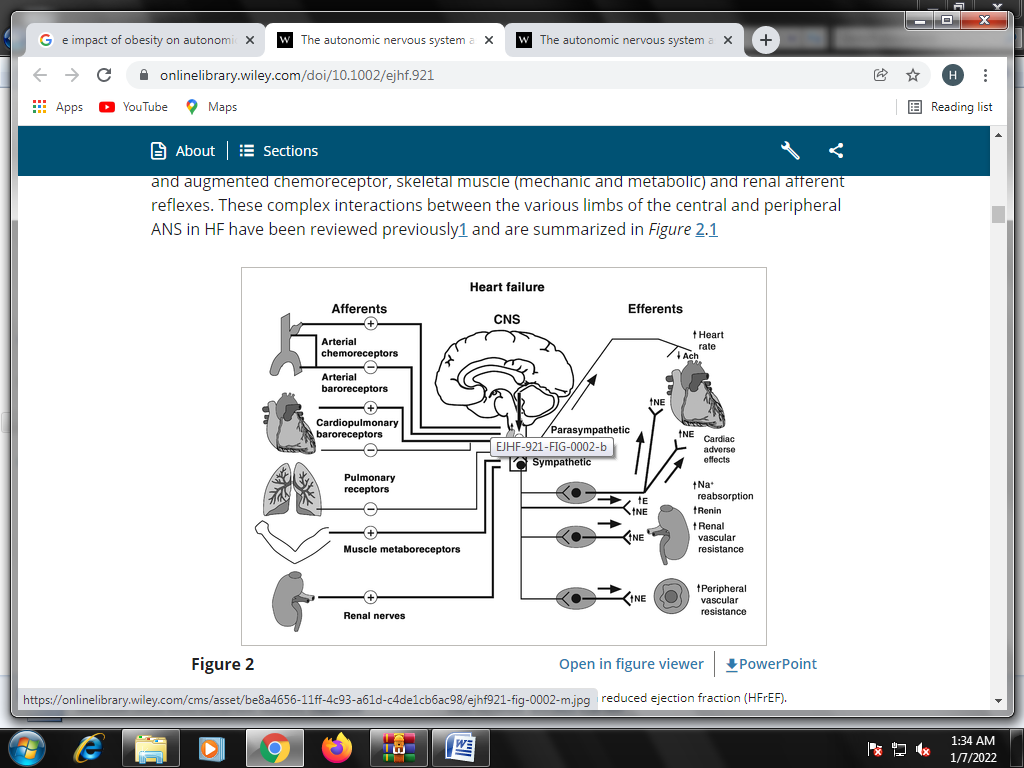 e impact of obesity on autonomi
The autonomic nervous system a
The autonomic nervous system a
onlinelibrary.wiley.com/doi/10.1002/ejhf.921
H
Apps
YouTube
Maps
Reading list
About
Sections
and augmented chemoreceptor, skeletal muscle (mechanic and metabolic) and renal afferent
reflexes. These complex interactions between the various limbs of the central and peripheral
ANS in HF have been reviewed previously1 and are summarized in Figure 2.1
Heart failure
Afferents
CNS
Efferents
Arterial
chemoreceptors
Arterial
baroreceptors
Cardiopulmonary
baroreceptors
Pulmonary
receptors
Muscle metaboreceptors
Renal nerves
Parasympathetic
EJHF-921-FIG-0002-b
Sympathetic
↑Heart
rate
↓Ach
↑NE
↑NE
Cardiac
adverse
effects
↑E
↑NE
↑Na+
reabsorption
↑Renin
↑Renal
vascular
resistance
↑NE
↑NE
↑Peripheral
vascular
resistance
Figure 2
Open in figure viewer
PowerPoint
https://onlinelibrary.wiley.com/cms/asset/be8a4656-11ff-4c93-a61d-c4de1cb6ac98/ejhf921-fig-0002-m.jpg
reduced ejection fraction (HFrEF).
1:34 AM
1/7/2022